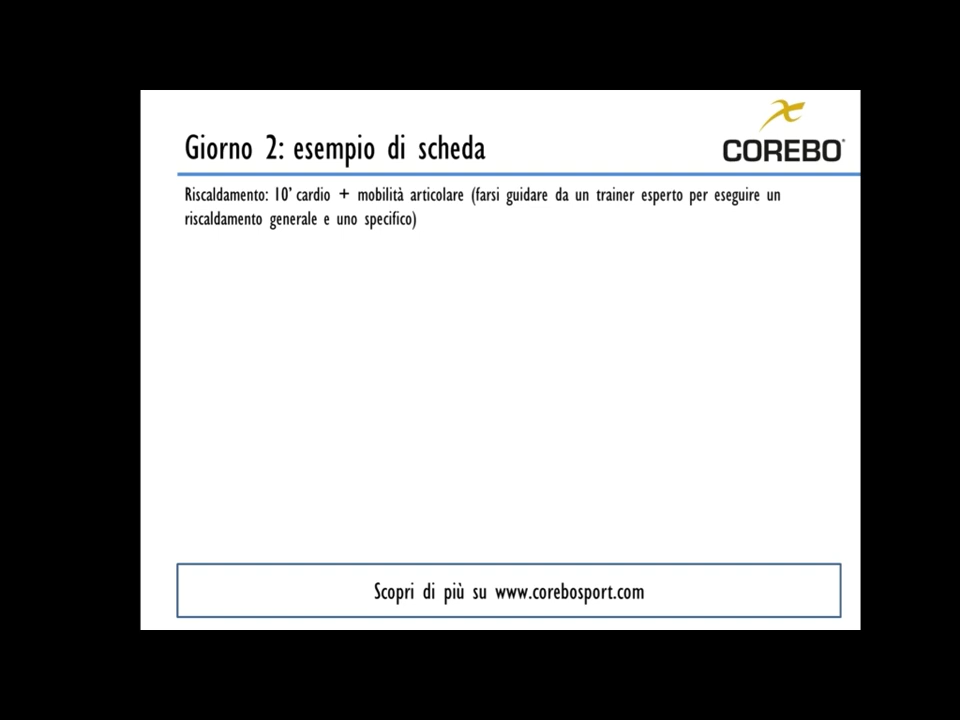 Giorno 2: esempio di scheda
COREBO®
Riscaldamento: 10' cardio + mobilità articolare (farsi guidare da un trainer esperto per eseguire un
riscaldamento generale e uno specifico)
Scopri di più su www.corebosport.com